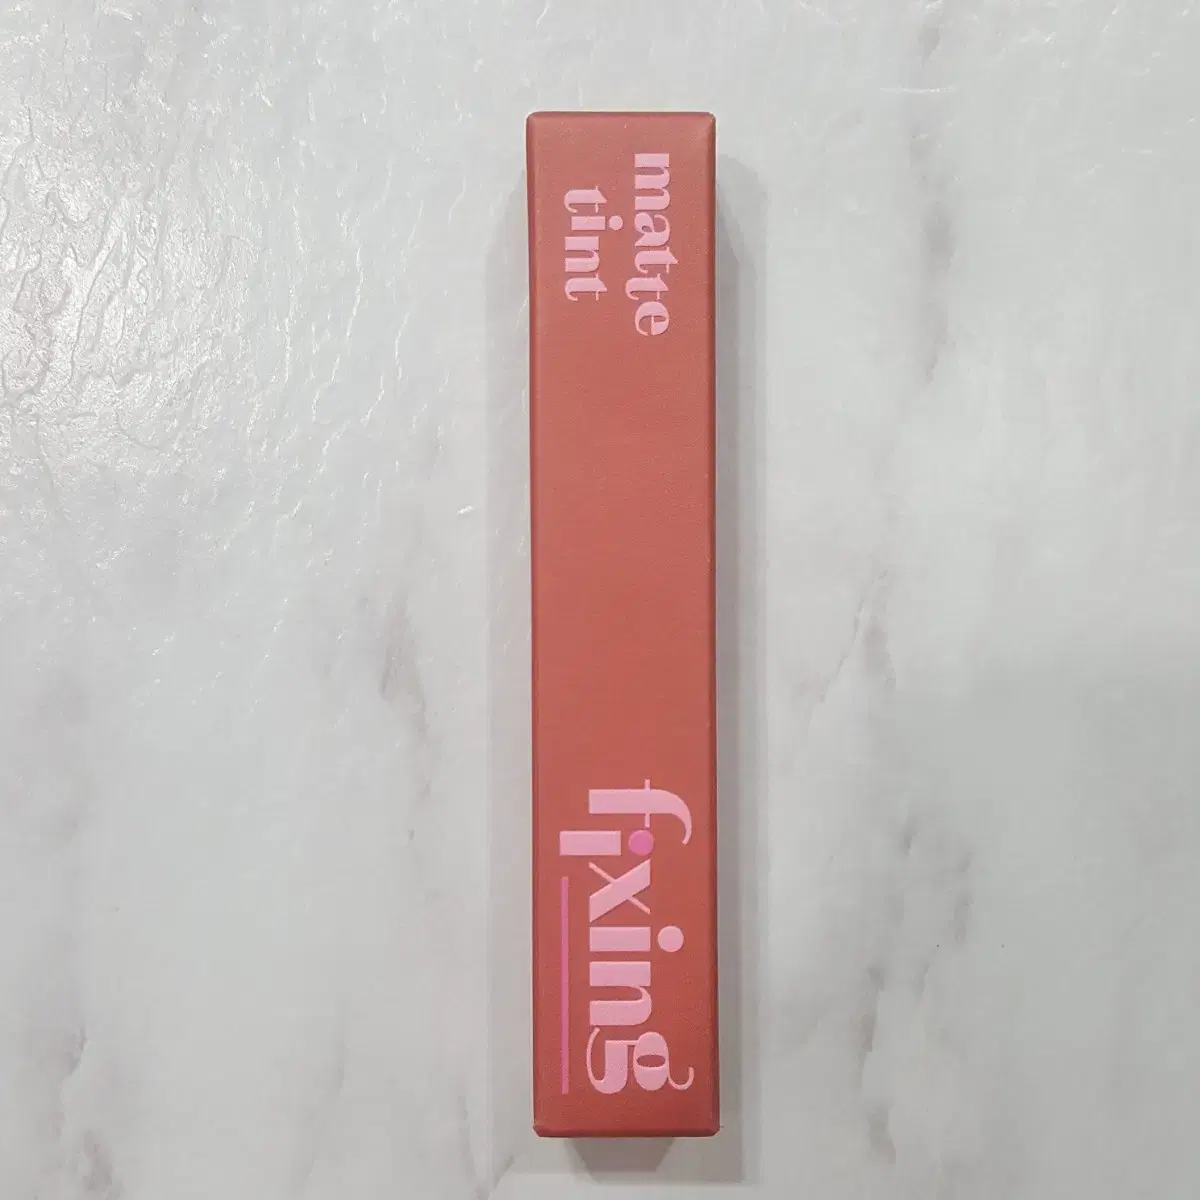 matte
tint
fixing